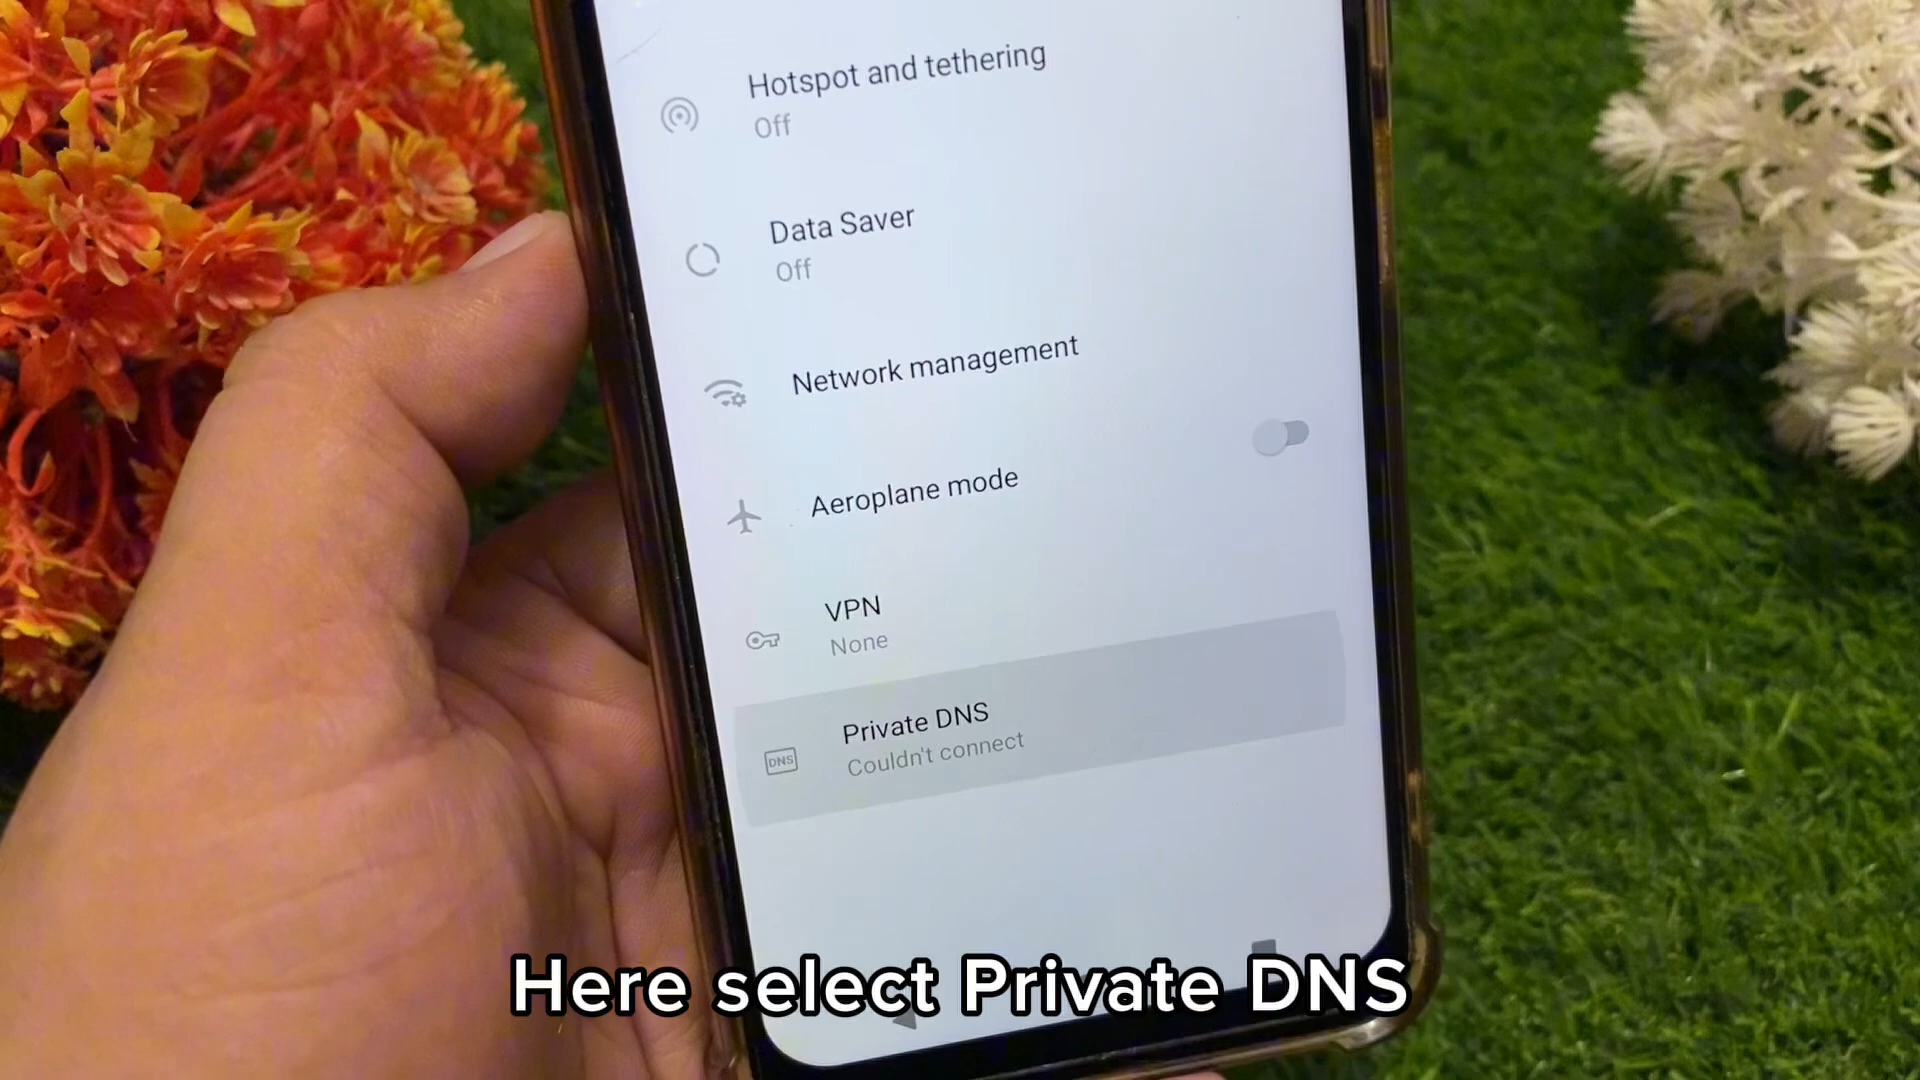 Hotspot and tethering
Off
Data Saver
Off
Network management
Aeroplane mode
VPN
None
Private DNS
Couldn't connect
DNS
Here select Private DNS